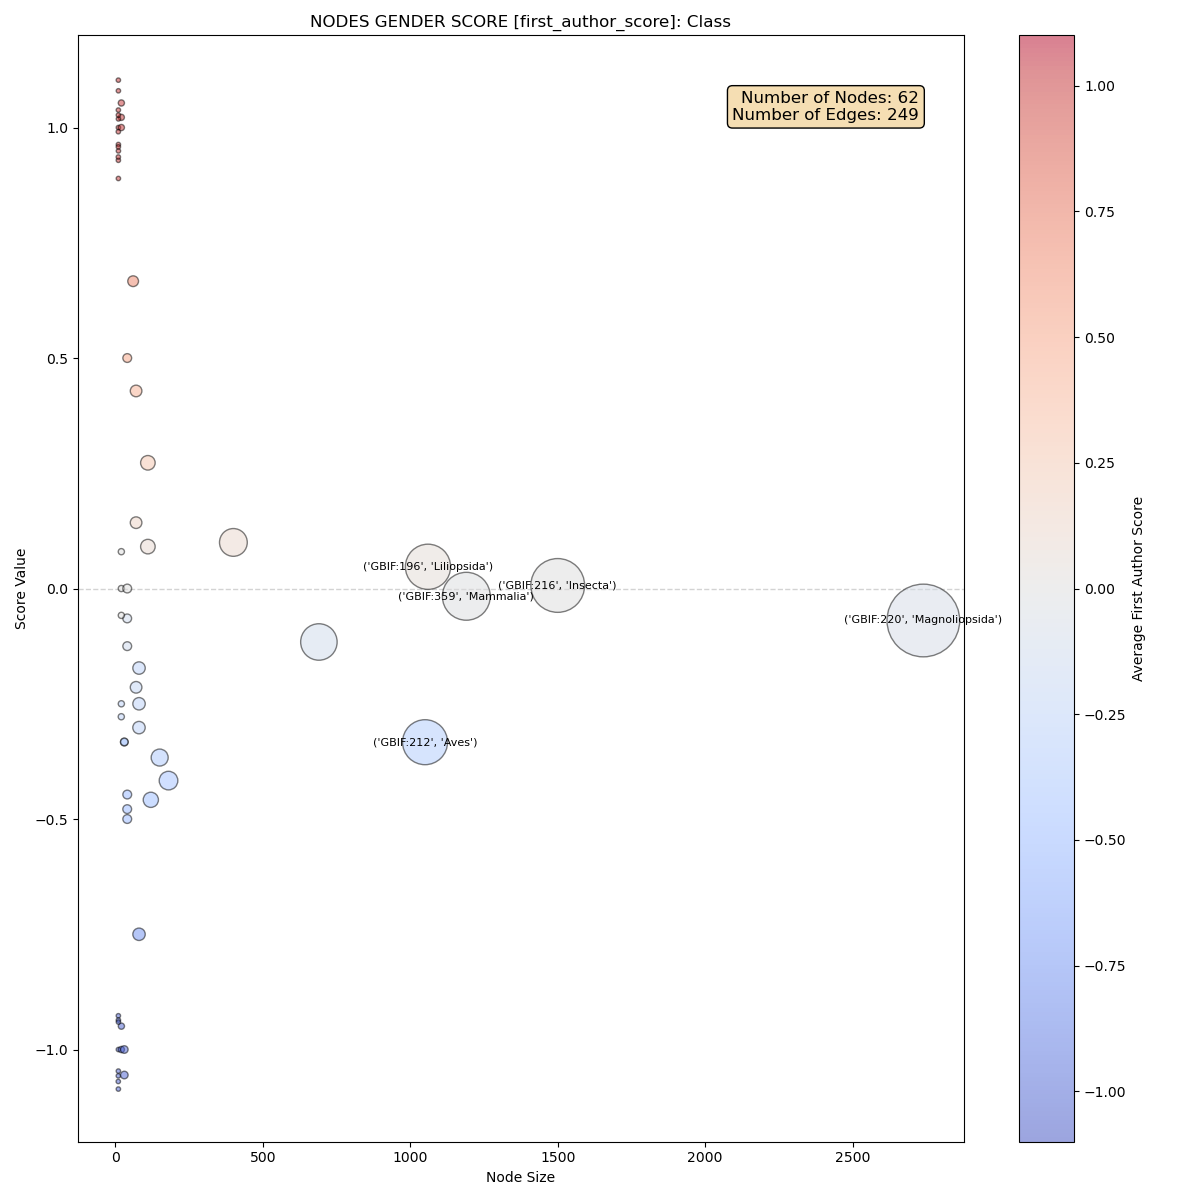 NODES GENDER SCORE [first_author_score]: Class
Number of Nodes: 62
Number of Edges: 249
1.0
0.5
0.0
−0.5
−1.0
Score Value
('GBIF:196', 'Liliopsida')
('GBIF:216', 'Insecta')
('GBIF:359', 'Mammalia')
('GBIF:220', 'Magnoliopsida')
('GBIF:212', 'Aves')
0
500
1000
1500
2000
2500
Node Size
1.00
0.75
0.50
0.25
0.00
−0.25
−0.50
−0.75
−1.00
Average First Author Score